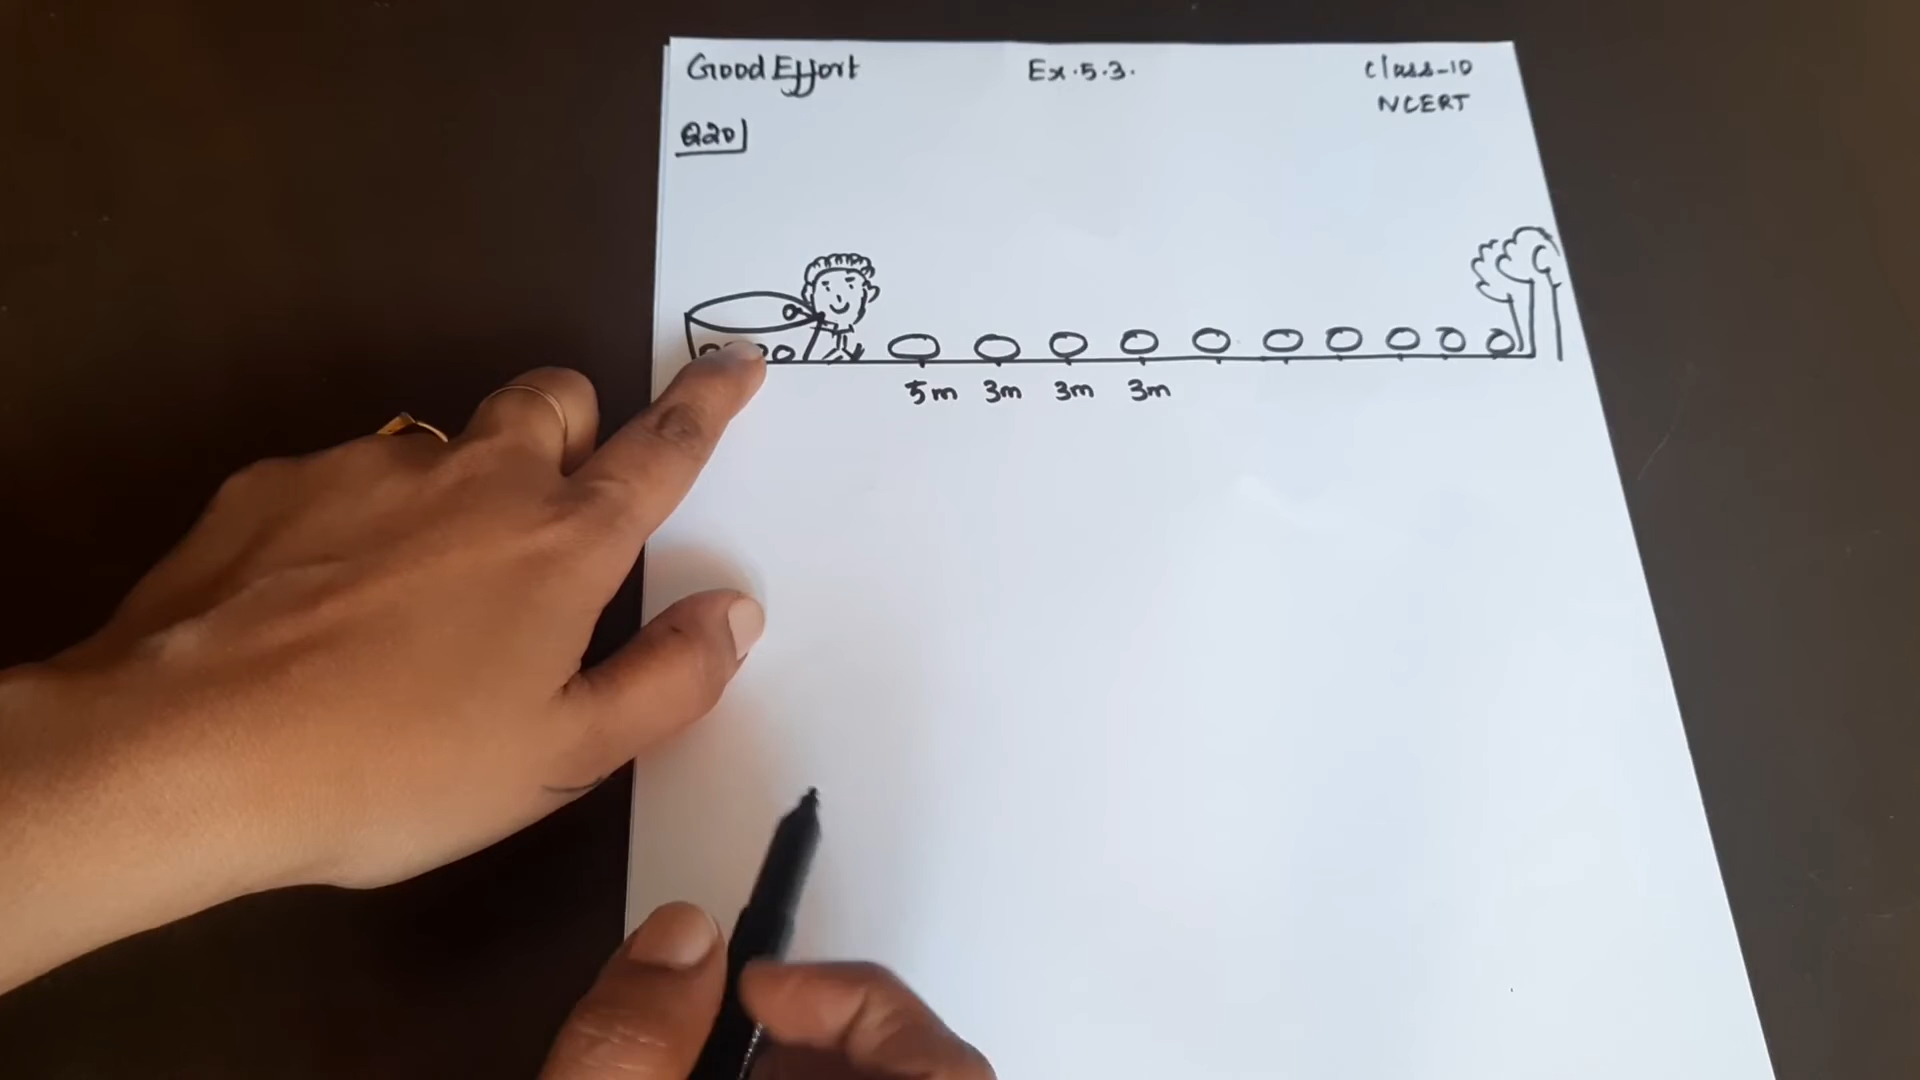 Good Effort
Ex.5.3.
Class-10
NCERT
Q20
5m 3m 3m 3m